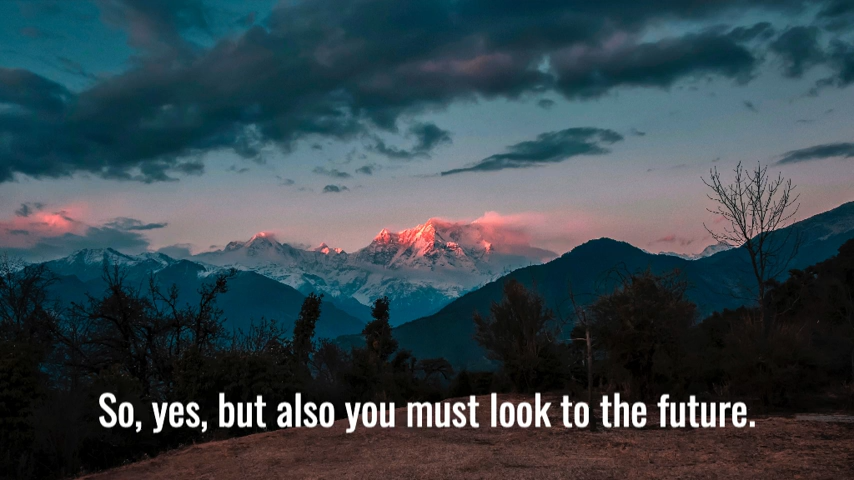 So, yes, but also you must look to the future.